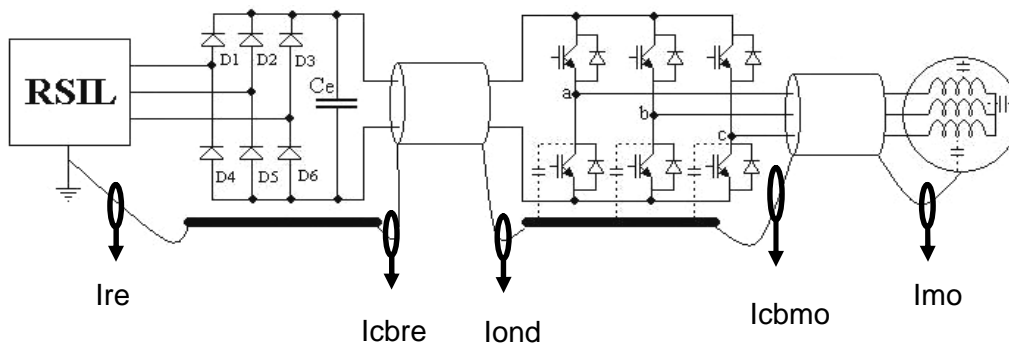 D1
D2
D3
RSIL
Ce
a
b
c
D4
D5
D6
Ire
Icbre
Iond
Icbmo
Imo